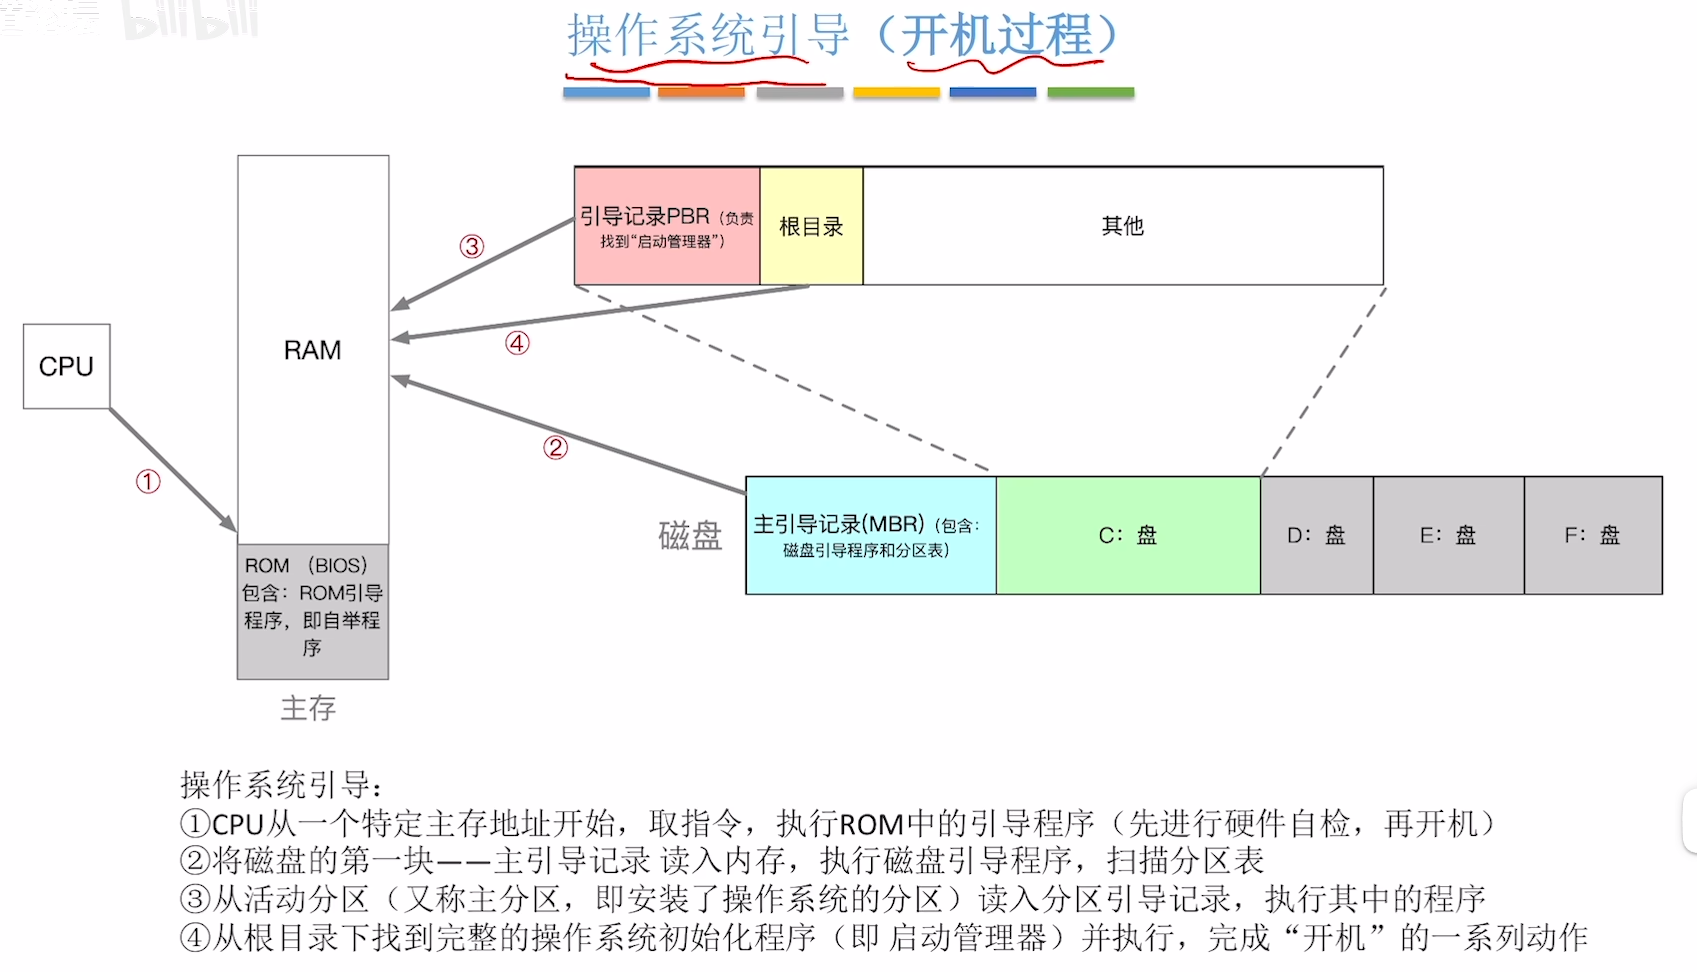 bilibili
操作系统引导（开机过程）
引导记录PBR（负责
找到“启动管理器”）
根目录
其他
③
④
RAM
CPU
②
①
磁盘
主引导记录(MBR)（包含：
磁盘引导程序和分区表）
C：盘
D：盘
E：盘
F：盘
ROM （BIOS）
包含：ROM引导
程序，即自举程
序
主存
操作系统引导：
①CPU从一个特定主存地址开始，取指令，执行ROM中的引导程序（先进行硬件自检，再开机）
②将磁盘的第一块——主引导记录 读入内存，执行磁盘引导程序，扫描分区表
③从活动分区（又称主分区，即安装了操作系统的分区）读入分区引导记录，执行其中的程序
④从根目录下找到完整的操作系统初始化程序（即 启动管理器）并执行，完成“开机”的一系列动作